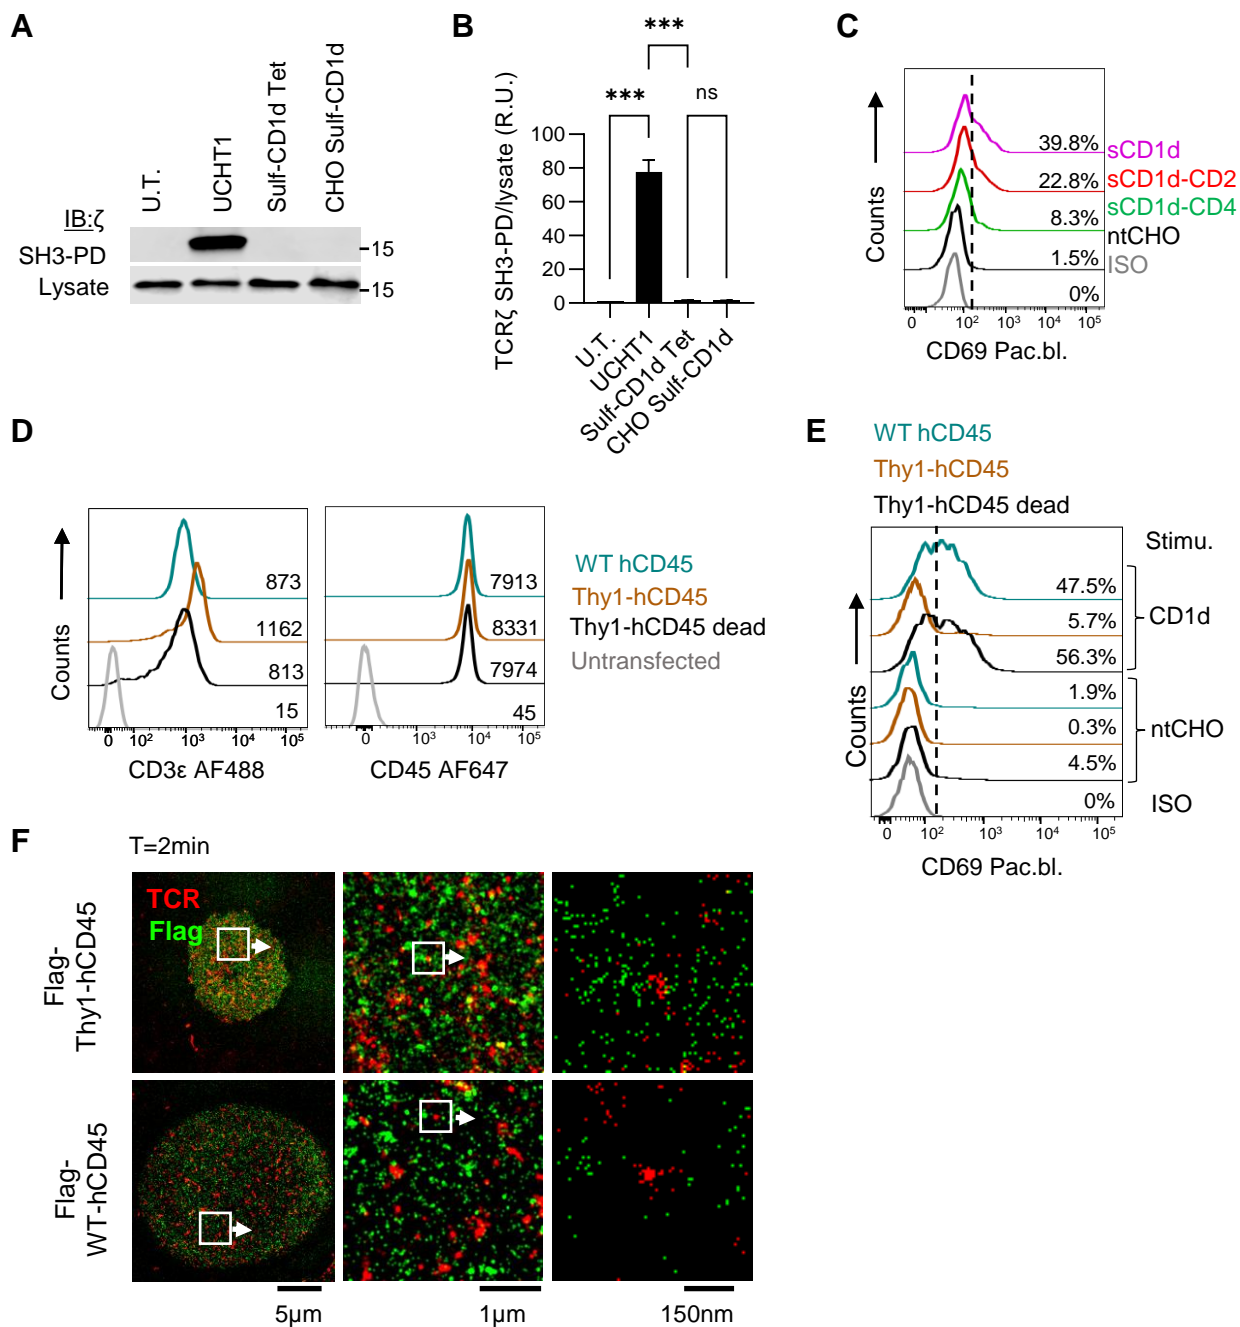 A
U.T.
UCHT1
Sulf-CD1d Tet
CHO Sulf-CD1d
IB:ζ
SH3-PD
Lysate
-15
-15
B
TCRζ SH3-PD/lysate (R.U.)
***
***
ns
100
80
60
40
20
0
U.T.
UCHT1
Sulf-CD1d Tet
CHO Sulf-CD1d
C
Counts
39.8% sCD1d
22.8% sCD1d-CD2
8.3% sCD1d-CD4
ntCHO
1.5% ISO
0%
0 10² 10³ 10⁴ 10⁵
CD69 Pac.bl.
D
Counts
873
1162
813
15
0 10² 10³ 10⁴ 10⁵
CD3ε AF488
7913
8331
7974
45
0 10³ 10⁴ 10⁵
CD45 AF647
WT hCD45
Thy1-hCD45
Thy1-hCD45 dead
Untransfected
E
WT hCD45
Thy1-hCD45
Thy1-hCD45 dead
Stimu.
Counts
47.5%
5.7% CD1d
56.3%
1.9%
0.3% ntCHO
4.5%
0% ISO
0 10² 10³ 10⁴ 10⁵
CD69 Pac.bl.
F
T=2min
TCR
Flag
Flag-
Thy1-hCD45
Flag-
WT-hCD45
5µm
1µm
150nm